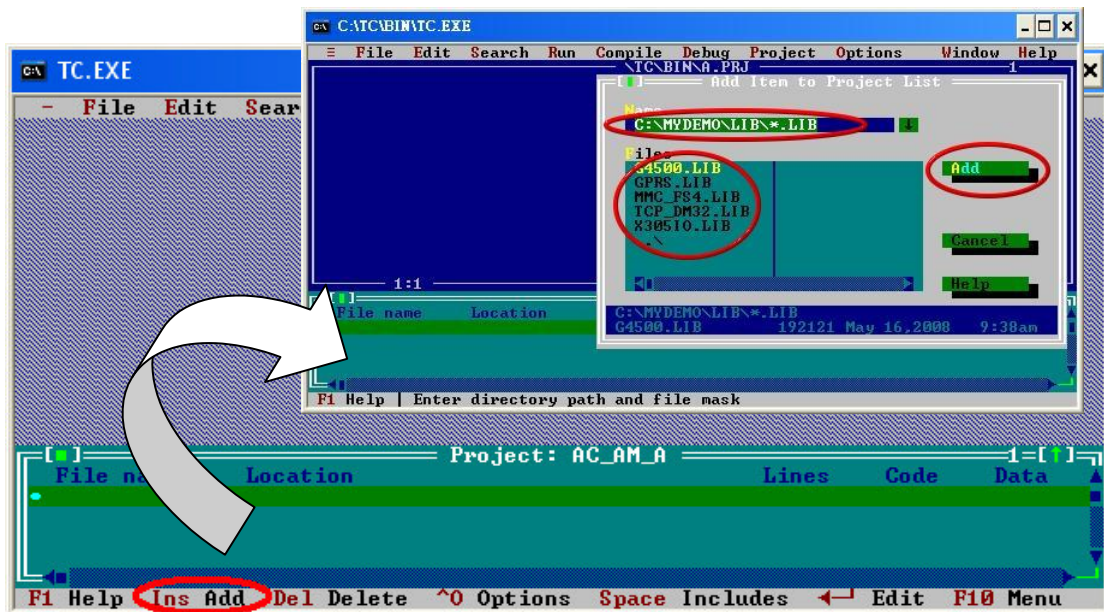 C:\TC\BIN\TC.EXE
≡ File Edit Search Run Compile Debug Project Options Window Help
\TC\BIN\A.PRJ 1
Add Item to Project List
Name
C:\MYDEMO\LIB\*.LIB
Files
G4500.LIB
GPRS.LIB
MMC_FS4.LIB
TCP_DM32.LIB
X305IO.LIB
..\
Add
Cancel
Help
C:\MYDEMO\LIB\*.LIB
G4500.LIB 192121 May 16,2008 9:38am
1:1
File name Location
F1 Help | Enter directory path and file mask
TC.EXE
- File Edit Sear
Project: AC_AM_A 1=[↑]
File na Location Lines Code Data
F1 Help Ins Add Del Delete ^O Options Space Includes ◄─┘ Edit F10 Menu